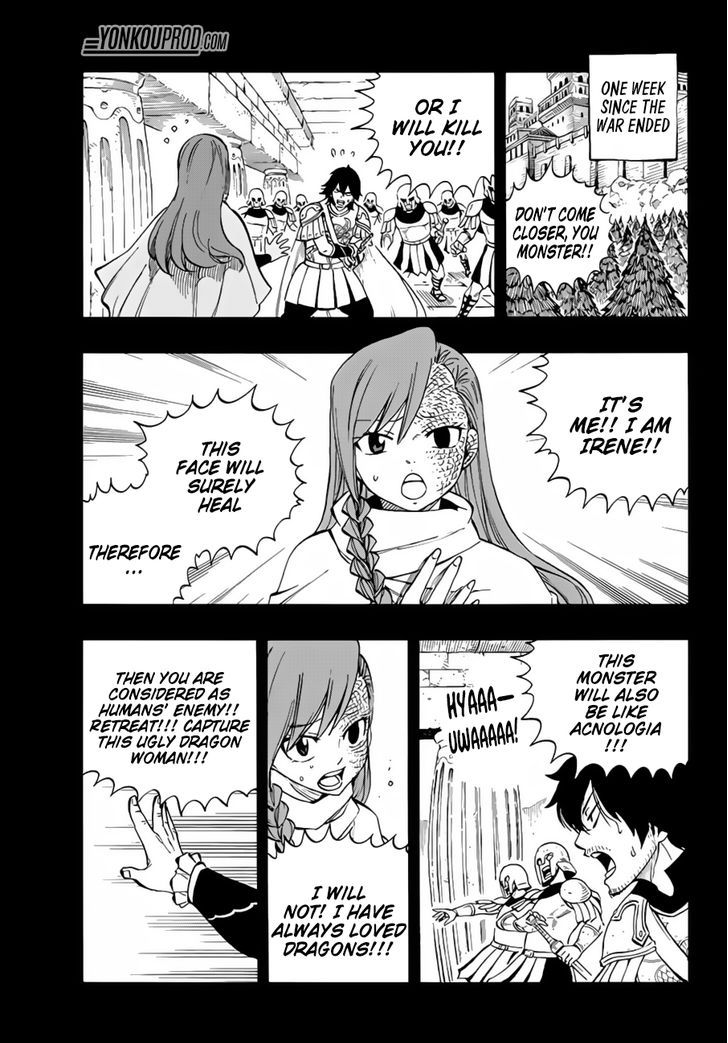 =YONKOUPROD.COM
ONE WEEK
SINCE THE
WAR ENDED
DON'T COME
CLOSER, YOU
MONSTER!!
OR I
WILL KILL
YOU!!
IT'S
ME!! I AM
IRENE!!
THIS
FACE WILL
SURELY
HEAL
THEREFORE
...
THIS
MONSTER
WILL ALSO
BE LIKE
ACNOLOGIA
!!!
HYAAA-
UWAAAAA!
I WILL
NOT! I HAVE
ALWAYS LOVED
DRAGONS!!!
THEN YOU ARE
CONSIDERED AS
HUMANS' ENEMY!!
RETREAT!!! CAPTURE
THIS UGLY DRAGON
WOMAN!!!